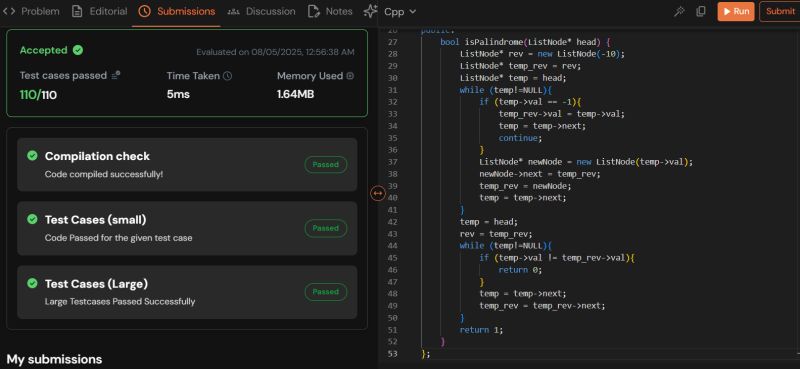 Problem Editorial Submissions Discussion Notes Cpp Run Submit
Accepted Evaluated on 08/05/2025, 12:56:38 AM
Test cases passed Time Taken Memory Used
110/110 5ms 1.64MB
Compilation check
Code compiled successfully!
Passed
Test Cases (small)
Code Passed for the given test case
Passed
Test Cases (Large)
Large Testcases Passed Successfully
Passed
My submissions
26 public:
27 bool isPalindrome(ListNode* head) {
28 ListNode* rev = new ListNode(-10);
29 ListNode* temp_rev = rev;
30 ListNode* temp = head;
31 while (temp!=NULL){
32 if (temp->val == -1){
33 temp_rev->val = temp->val;
34 temp = temp->next;
35 continue;
36 }
37 ListNode* newNode = new ListNode(temp->val);
38 newNode->next = temp_rev;
39 temp_rev = newNode;
40 temp = temp->next;
41 }
42 temp = head;
43 rev = temp_rev;
44 while (temp!=NULL){
45 if (temp->val != temp_rev->val){
46 return 0;
47 }
48 temp = temp->next;
49 temp_rev = temp_rev->next;
50 }
51 return 1;
52 }
53 };